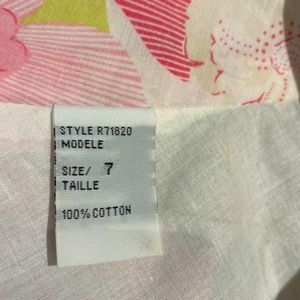 STYLE R71820
MODELE
SIZE/ 7
TAILLE
100% COTTON